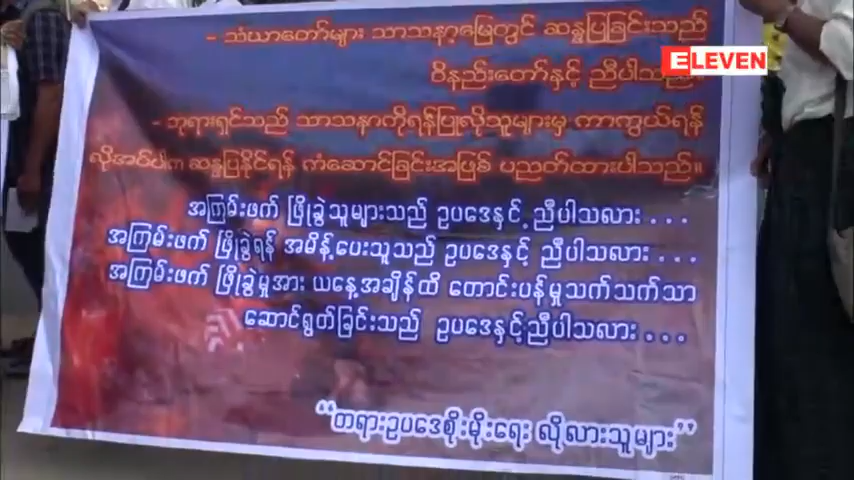 - သံဃာတော်များ သာသနာ့မြေတွင် ဆန္ဒပြခြင်းသည်
ELEVEN
ဝိနည်းတော်နှင့် ညီပါသည်။
- ဘုရားရှင်သည် သာသနာကိုရန်ပြုလိုသူများမှ ကာကွယ်ရန်
လိုအပ်ပါက ဆန္ဒပြနိုင်ရန် ကံဆောင်ခြင်းအဖြစ် ပညတ်ထားပါသည်။
အကြမ်းဖက် ဖြိုခွဲသူများသည် ဥပဒေနှင့် ညီပါသလား . . .
အကြမ်းဖက် ဖြိုခွဲရန် အမိန့်ပေးသူသည် ဥပဒေနှင့် ညီပါသလား . . .
အကြမ်းဖက် ဖြိုခွဲမှုအား ယနေ့အချိန်ထိ တောင်းပန်မှုသက်သက်သာ
ဆောင်ရွတ်ခြင်းသည် ဥပဒေနှင့်ညီပါသလား . . .
“တရားဥပဒေစိုးမိုးရေး လိုလားသူများ”